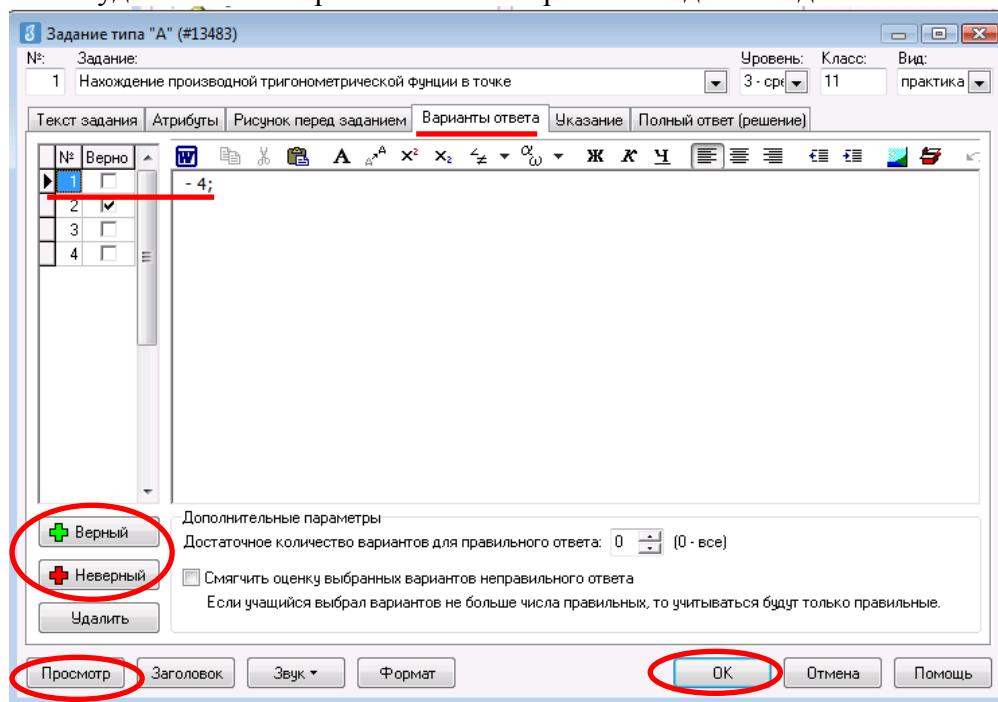 Задание типа "А" (#13483)
№: Задание: Уровень: Класс: Вид:
1 Нахождение производной тригонометрической фунции в точке 3 - сре 11 практика
Текст задания Атрибуты Рисунок перед заданием Варианты ответа Указание Полный ответ (решение)
№ Верно
W A A A x² x₂ ≠ α ω Ж К Ч
1 - 4;
2
3
4
Верный
Неверный
Удалить
Дополнительные параметры
Достаточное количество вариантов для правильного ответа: 0 (0 - все)
Смягчить оценку выбранных вариантов неправильного ответа
Если учащийся выбрал вариантов не больше числа правильных, то учитываться будут только правильные.
Просмотр Заголовок Звук Формат OK Отмена Помощь